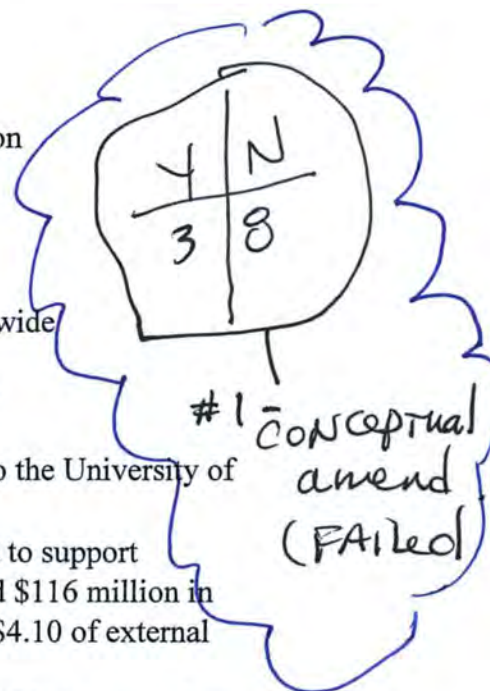 on
Y N
3 8
wide
#1 - CONceptual
o the University of
amend
to support
(FAILed
d $116 million in
$4.10 of external